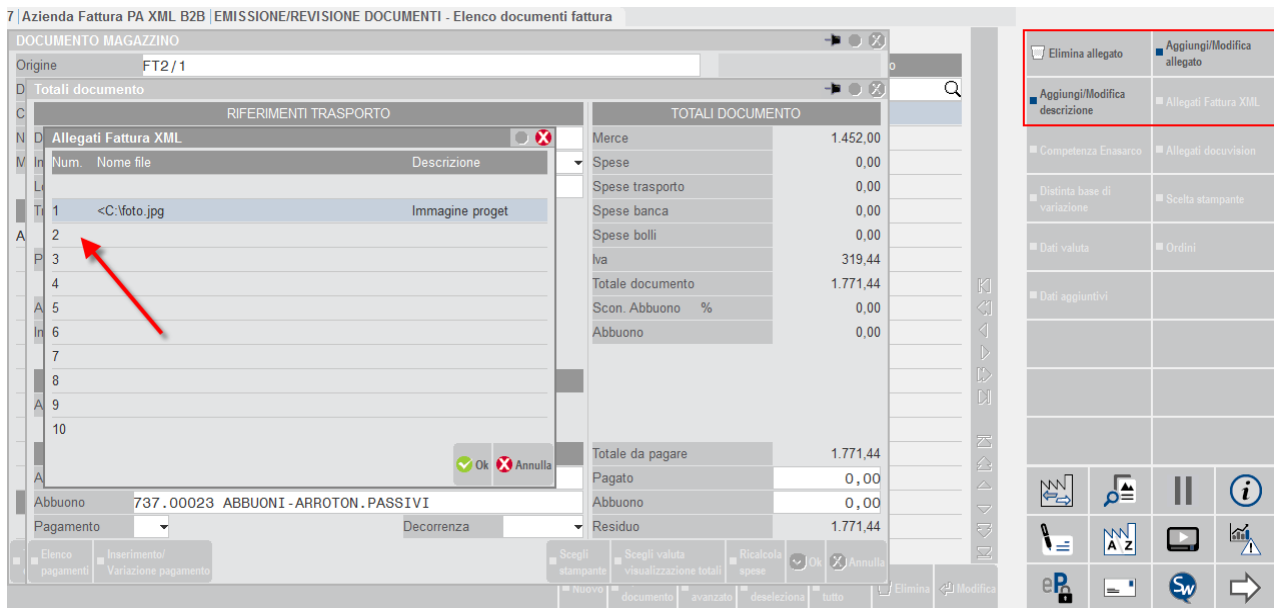 7 | Azienda Fattura PA XML B2B | EMISSIONE/REVISIONE DOCUMENTI - Elenco documenti fattura
DOCUMENTO MAGAZZINO
Origine FT2/1
Totali documento
RIFERIMENTI TRASPORTO
TOTALI DOCUMENTO
Allegati Fattura XML
Num. Nome file Descrizione
1 <C:\foto.jpg Immagine proget
2
3
4
5
6
7
8
9
10
Ok Annulla
Merce 1.452,00
Spese 0,00
Spese trasporto 0,00
Spese banca 0,00
Spese bolli 0,00
Iva 319,44
Totale documento 1.771,44
Scon. Abbuono % 0,00
Abbuono 0,00
Totale da pagare 1.771,44
Pagato 0,00
Abbuono 737.00023 ABBUONI-ARROTON.PASSIVI
Abbuono 0,00
Pagamento Decorrenza
Residuo 1.771,44
Elenco pagamenti
Inserimento/
Variazione pagamento
Scegli stampante
Scegli valuta
visualizzazione totali
Ricalcola spese
Ok Annulla
Nuovo documento avanzato deseleziona tutto Elimina Modifica
Elimina allegato
Aggiungi/Modifica
allegato
Aggiungi/Modifica
descrizione
Allegati Fattura XML
Competenza Enasarco
Allegati docuvision
Distinta base di
variazione
Scelta stampante
Dati valuta
Ordini
Dati aggiuntivi
A Z
eP
Sw